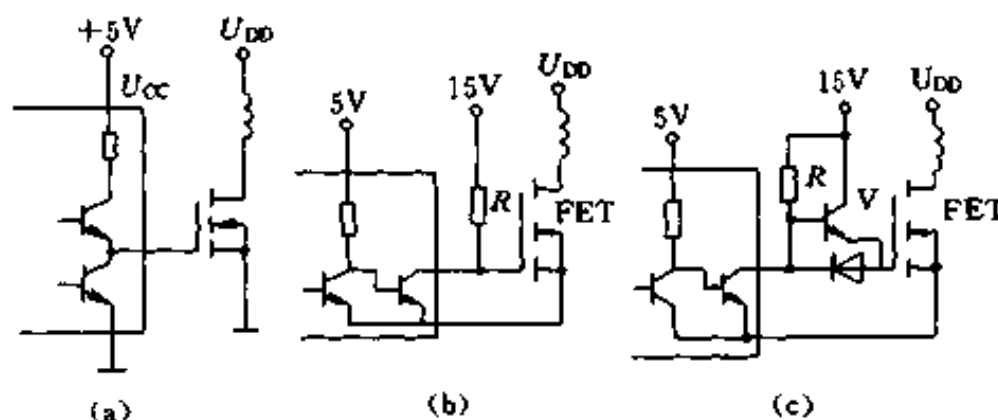 +5V
U_DD
U_CC
(a)
5V
15V
U_DD
R
FET
(b)
5V
15V
U_DD
R
V
FET
(c)